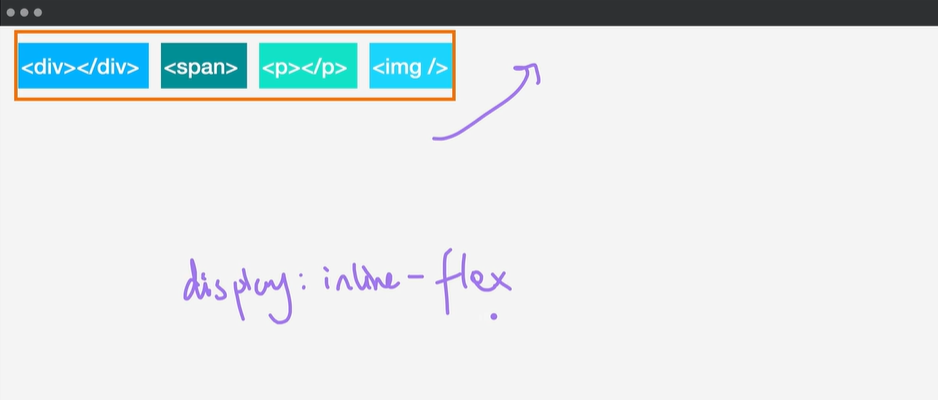 <div></div> <span> <p></p> <img />
display: inline-flex